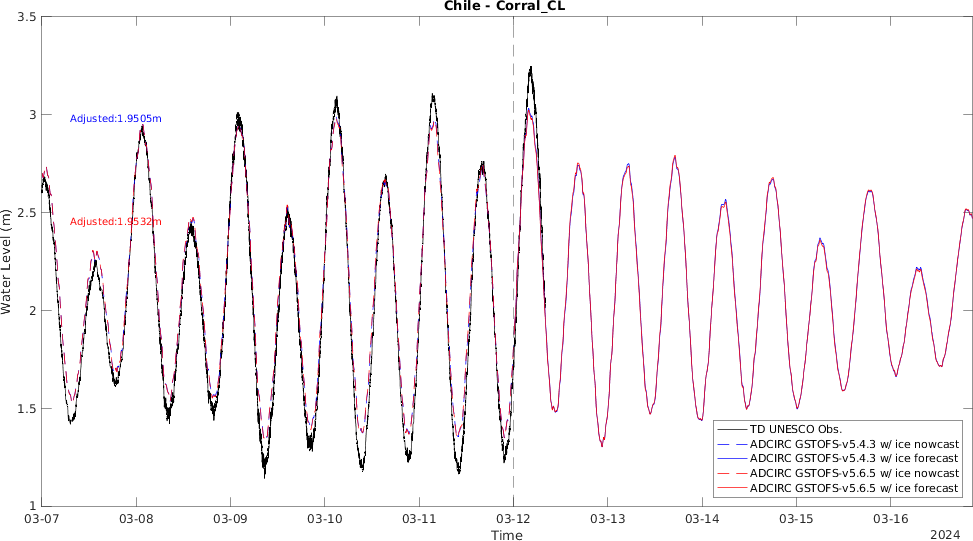 Chile - Corral_CL
3.5
3
2.5
2
1.5
1
Water Level (m)
Adjusted:1.9505m
Adjusted:1.9532m
TD UNESCO Obs.
ADCIRC GSTOFS-v5.4.3 w/ ice nowcast
ADCIRC GSTOFS-v5.4.3 w/ ice forecast
ADCIRC GSTOFS-v5.6.5 w/ ice nowcast
ADCIRC GSTOFS-v5.6.5 w/ ice forecast
03-07 03-08 03-09 03-10 03-11 03-12 03-13 03-14 03-15 03-16
Time
2024